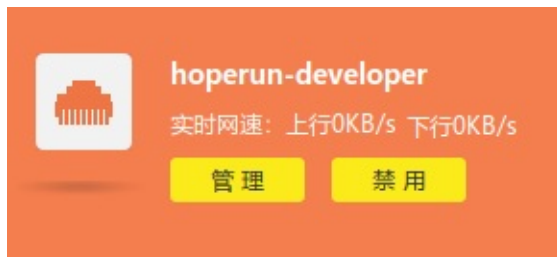 hoperun-developer
实时网速：上行0KB/s 下行0KB/s
管 理 禁 用